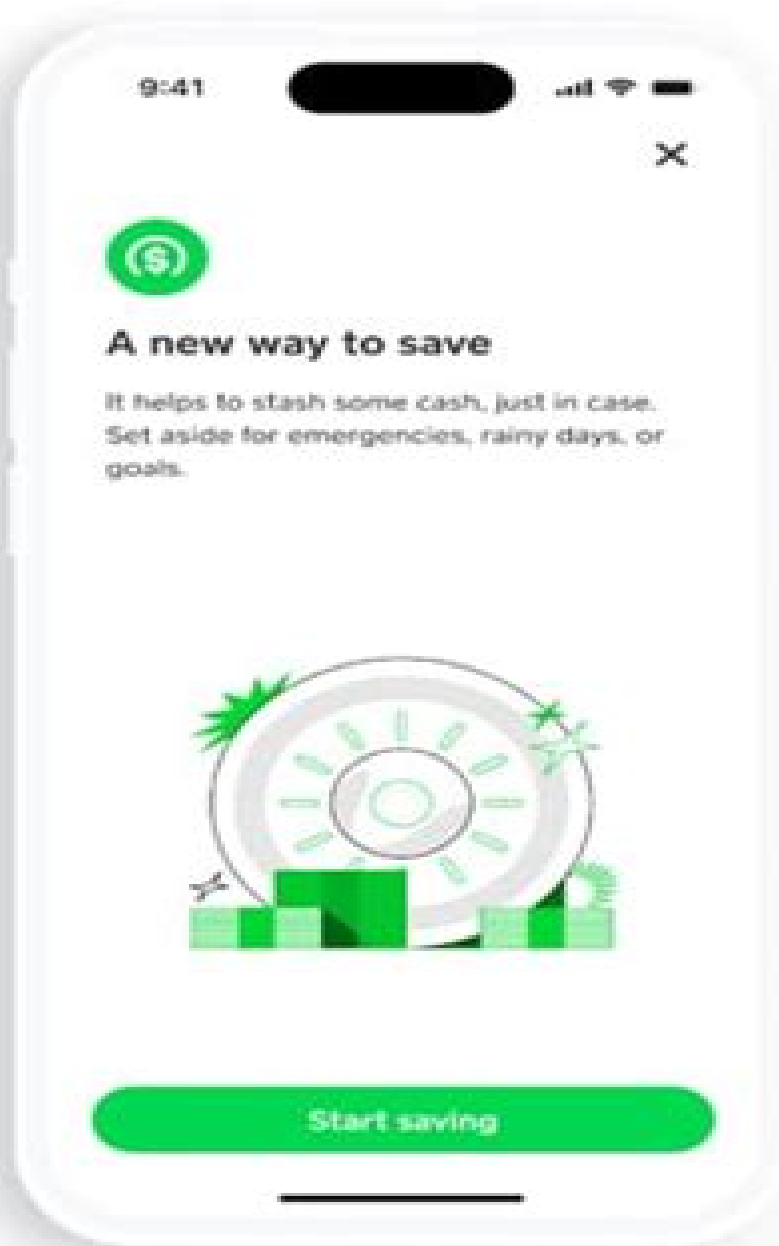 9:41
$
A new way to save
It helps to stash some cash, just in case.
Set aside for emergencies, rainy days, or
goals.
Start saving